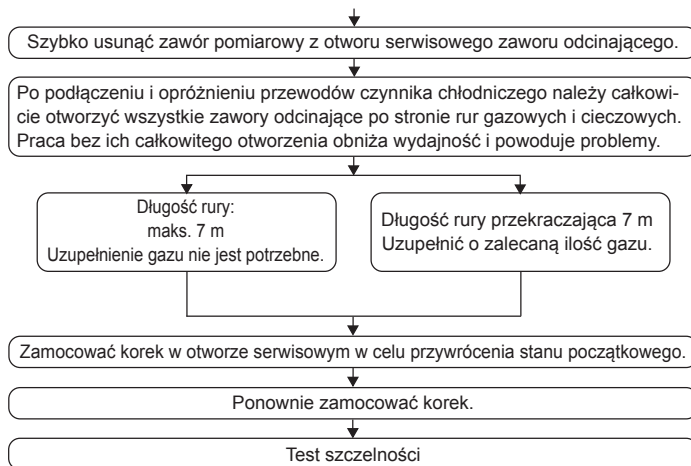 Szybko usunąć zawór pomiarowy z otworu serwisowego zaworu odcinającego.
Po podłączeniu i opróżnieniu przewodów czynnika chłodniczego należy całkowi-
cie otworzyć wszystkie zawory odcinające po stronie rur gazowych i cieczowych.
Praca bez ich całkowitego otworzenia obniża wydajność i powoduje problemy.
Długość rury:
maks. 7 m
Uzupełnienie gazu nie jest potrzebne.
Długość rury przekraczająca 7 m
Uzupełnić o zalecaną ilość gazu.
Zamocować korek w otworze serwisowym w celu przywrócenia stanu początkowego.
Ponownie zamocować korek.
Test szczelności